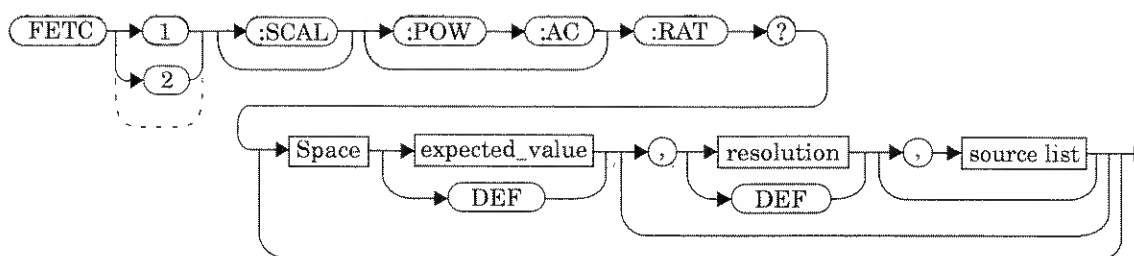 FETC 1 :SCAL :POW :AC :RAT ?
2
Space expected_value , resolution , source list
DEF DEF